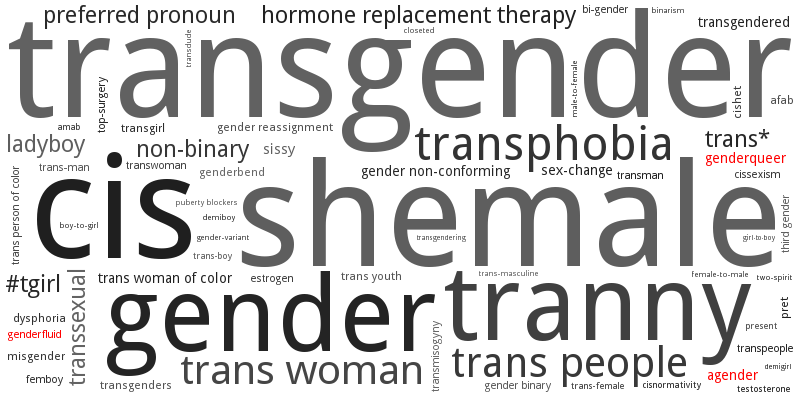 preferred pronoun
hormone replacement therapy
bi-gender
binarism
transgendered
transgender
closeted
transdude
male-to-female
cishet
afab
top-surgery
amab
transgirl
gender reassignment
ladyboy
non-binary
sissy
transphobia
trans*
genderqueer
trans-man
transwoman
genderbend
gender non-conforming
sex-change
transman
cissexism
trans person of color
cis
shemale
puberty blockers
demiboy
boy-to-girl
gender-variant
transgendering
girl-to-boy
third gender
trans-boy
#tgirl
transsexual
trans woman of color
estrogen
trans youth
trans-masculine
female-to-male
two-spirit
gender
tranny
pret
dysphoria
genderfluid
present
misgender
transmisogyny
trans people
transpeople
demigirl
femboy
transgenders
trans woman
gender binary
trans-female
cisnormativity
agender
testosterone